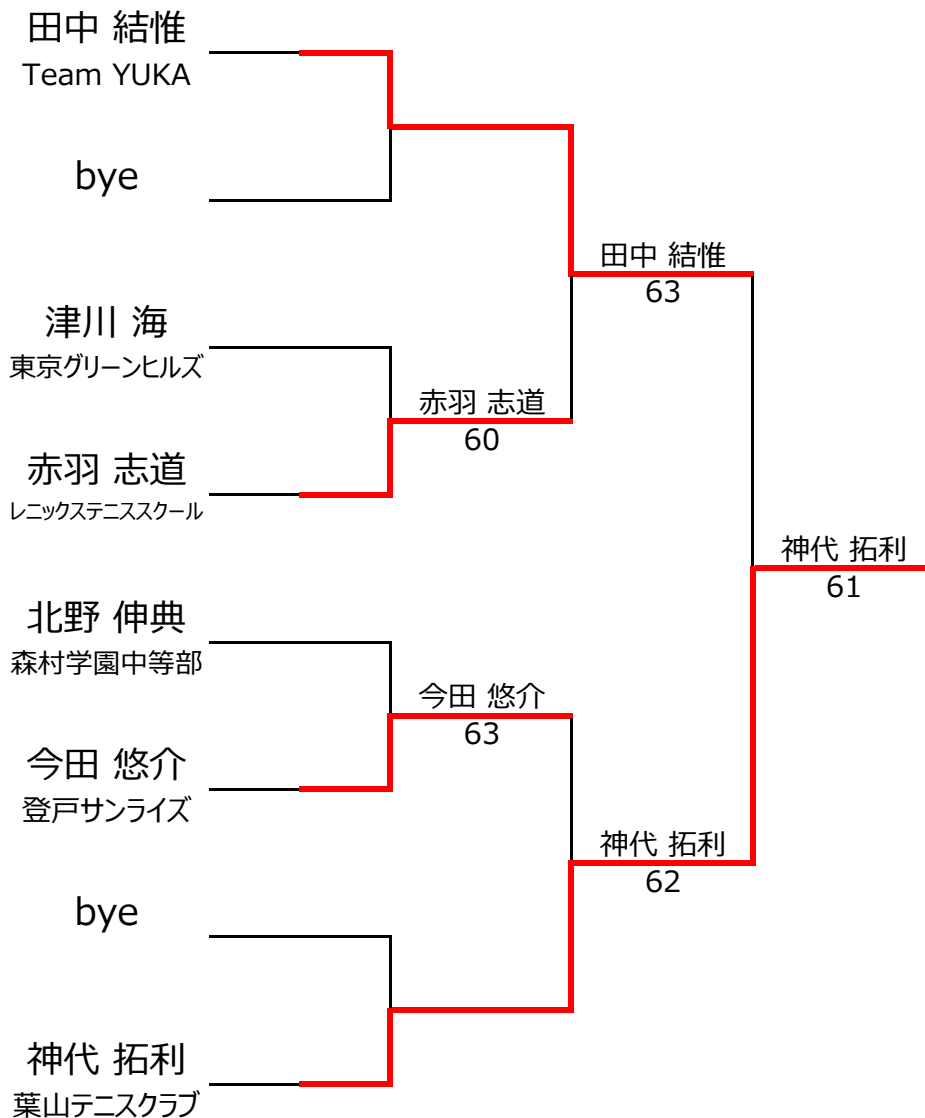 田中 結惟
Team YUKA
bye
津川 海
東京グリーンヒルズ
赤羽 志道
レニックステニススクール
北野 伸典
森村学園中等部
今田 悠介
登戸サンライズ
bye
神代 拓利
葉山テニスクラブ
赤羽 志道
60
今田 悠介
63
田中 結惟
63
神代 拓利
62
神代 拓利
61